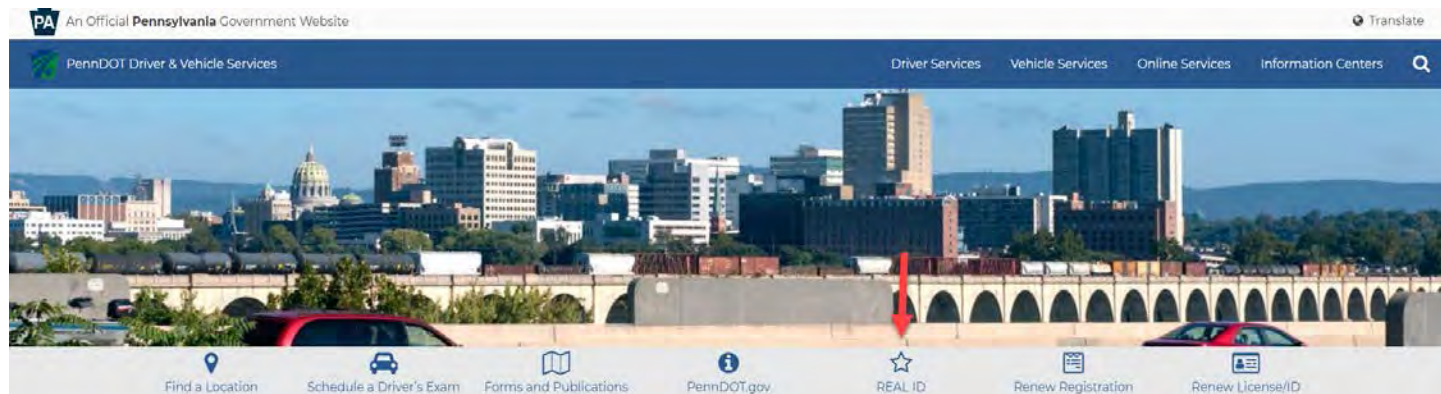 PA An Official Pennsylvania Government Website
Translate
PennDOT Driver & Vehicle Services
Driver Services
Vehicle Services
Online Services
Information Centers
Find a Location
Schedule a Driver's Exam
Forms and Publications
PennDOT.gov
REAL ID
Renew Registration
Renew License/ID